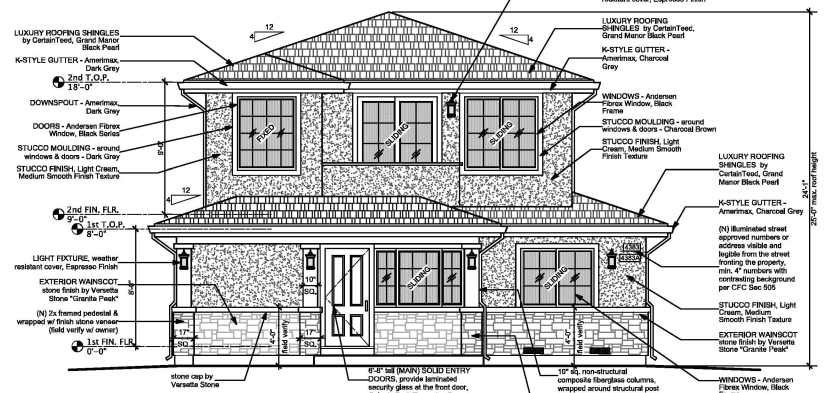 resistant cover, Espresso Finish
12
4
12
4
LUXURY ROOFING SHINGLES
by CertainTeed, Grand Manor
Black Pearl
K-STYLE GUTTER - Amerimax,
Dark Grey
2nd T.O.P.
18'-0"
DOWNSPOUT - Amerimax,
Dark Grey
DOORS - Andersen Fibrex
Window, Black Series
STUCCO MOULDING - around
windows & doors - Dark Grey
STUCCO FINISH, Light Cream,
Medium Smooth Finish Texture
9'-0"
12
4
2nd FIN. FLR.
9'-0"
1st T.O.P.
8'-0"
LIGHT FIXTURE, weather
resistant cover, Espresso Finish
EXTERIOR WAINSCOT
stone finish by Versetta
Stone "Granite Peak"
(N) 2x framed pedestal &
wrapped w/ finish stone veneer
(field verify w/ owner)
8'-0"
1st FIN. FLR.
0'-0"
FIXED
SLIDING
SLIDING
SLIDING
SLIDING
10"
SQ.
17"
SQ.
17"
SQ.
4'-0"
field verify
4'-0"
field verify
4383
4383A
stone cap by
Versetta Stone
6'-8" tall (MAIN) SOLID ENTRY
DOORS, provide laminated
security glass at the front door,
10" sq. non-structural
composite fiberglass columns,
wrapped around structural post
LUXURY ROOFING
SHINGLES by CertainTeed,
Grand Manor Black Pearl
K-STYLE GUTTER -
Amerimax, Charcoal
Grey
WINDOWS - Andersen
Fibrex Window, Black
Frame
STUCCO MOULDING - around
windows & doors - Charcoal Brown
STUCCO FINISH, Light
Cream, Medium Smooth
Finish Texture
LUXURY ROOFING
SHINGLES by
CertainTeed, Grand
Manor Black Pearl
K-STYLE GUTTER -
Amerimax, Charcoal Grey
(N) illuminated street
approved numbers or
address visible and
legible from the street
fronting the property,
min. 4" numbers with
contrasting background
per CFC Sec 505
STUCCO FINISH, Light
Cream, Medium
Smooth Finish Texture
EXTERIOR WAINSCOT
stone finish by Versetta
Stone "Granite Peak"
WINDOWS - Andersen
Fibrex Window, Black
24'-1"
25'-0" max. roof height